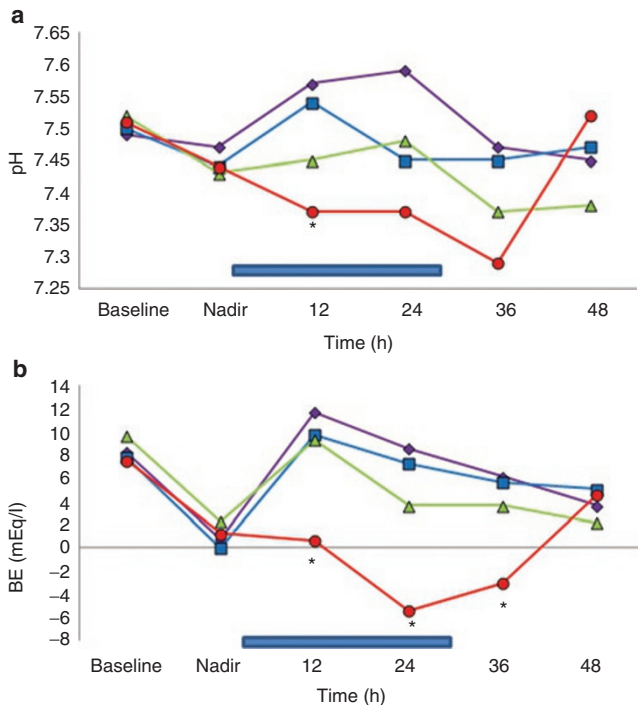 a
7.65
7.6
7.55
7.5
7.45
7.4
7.35
7.3
7.25
pH
*
Baseline Nadir 12 24 36 48
Time (h)
b
14
12
10
8
6
4
2
0
−2
−4
−6
−8
BE (mEq/l)
* * *
Baseline Nadir 12 24 36 48
Time (h)